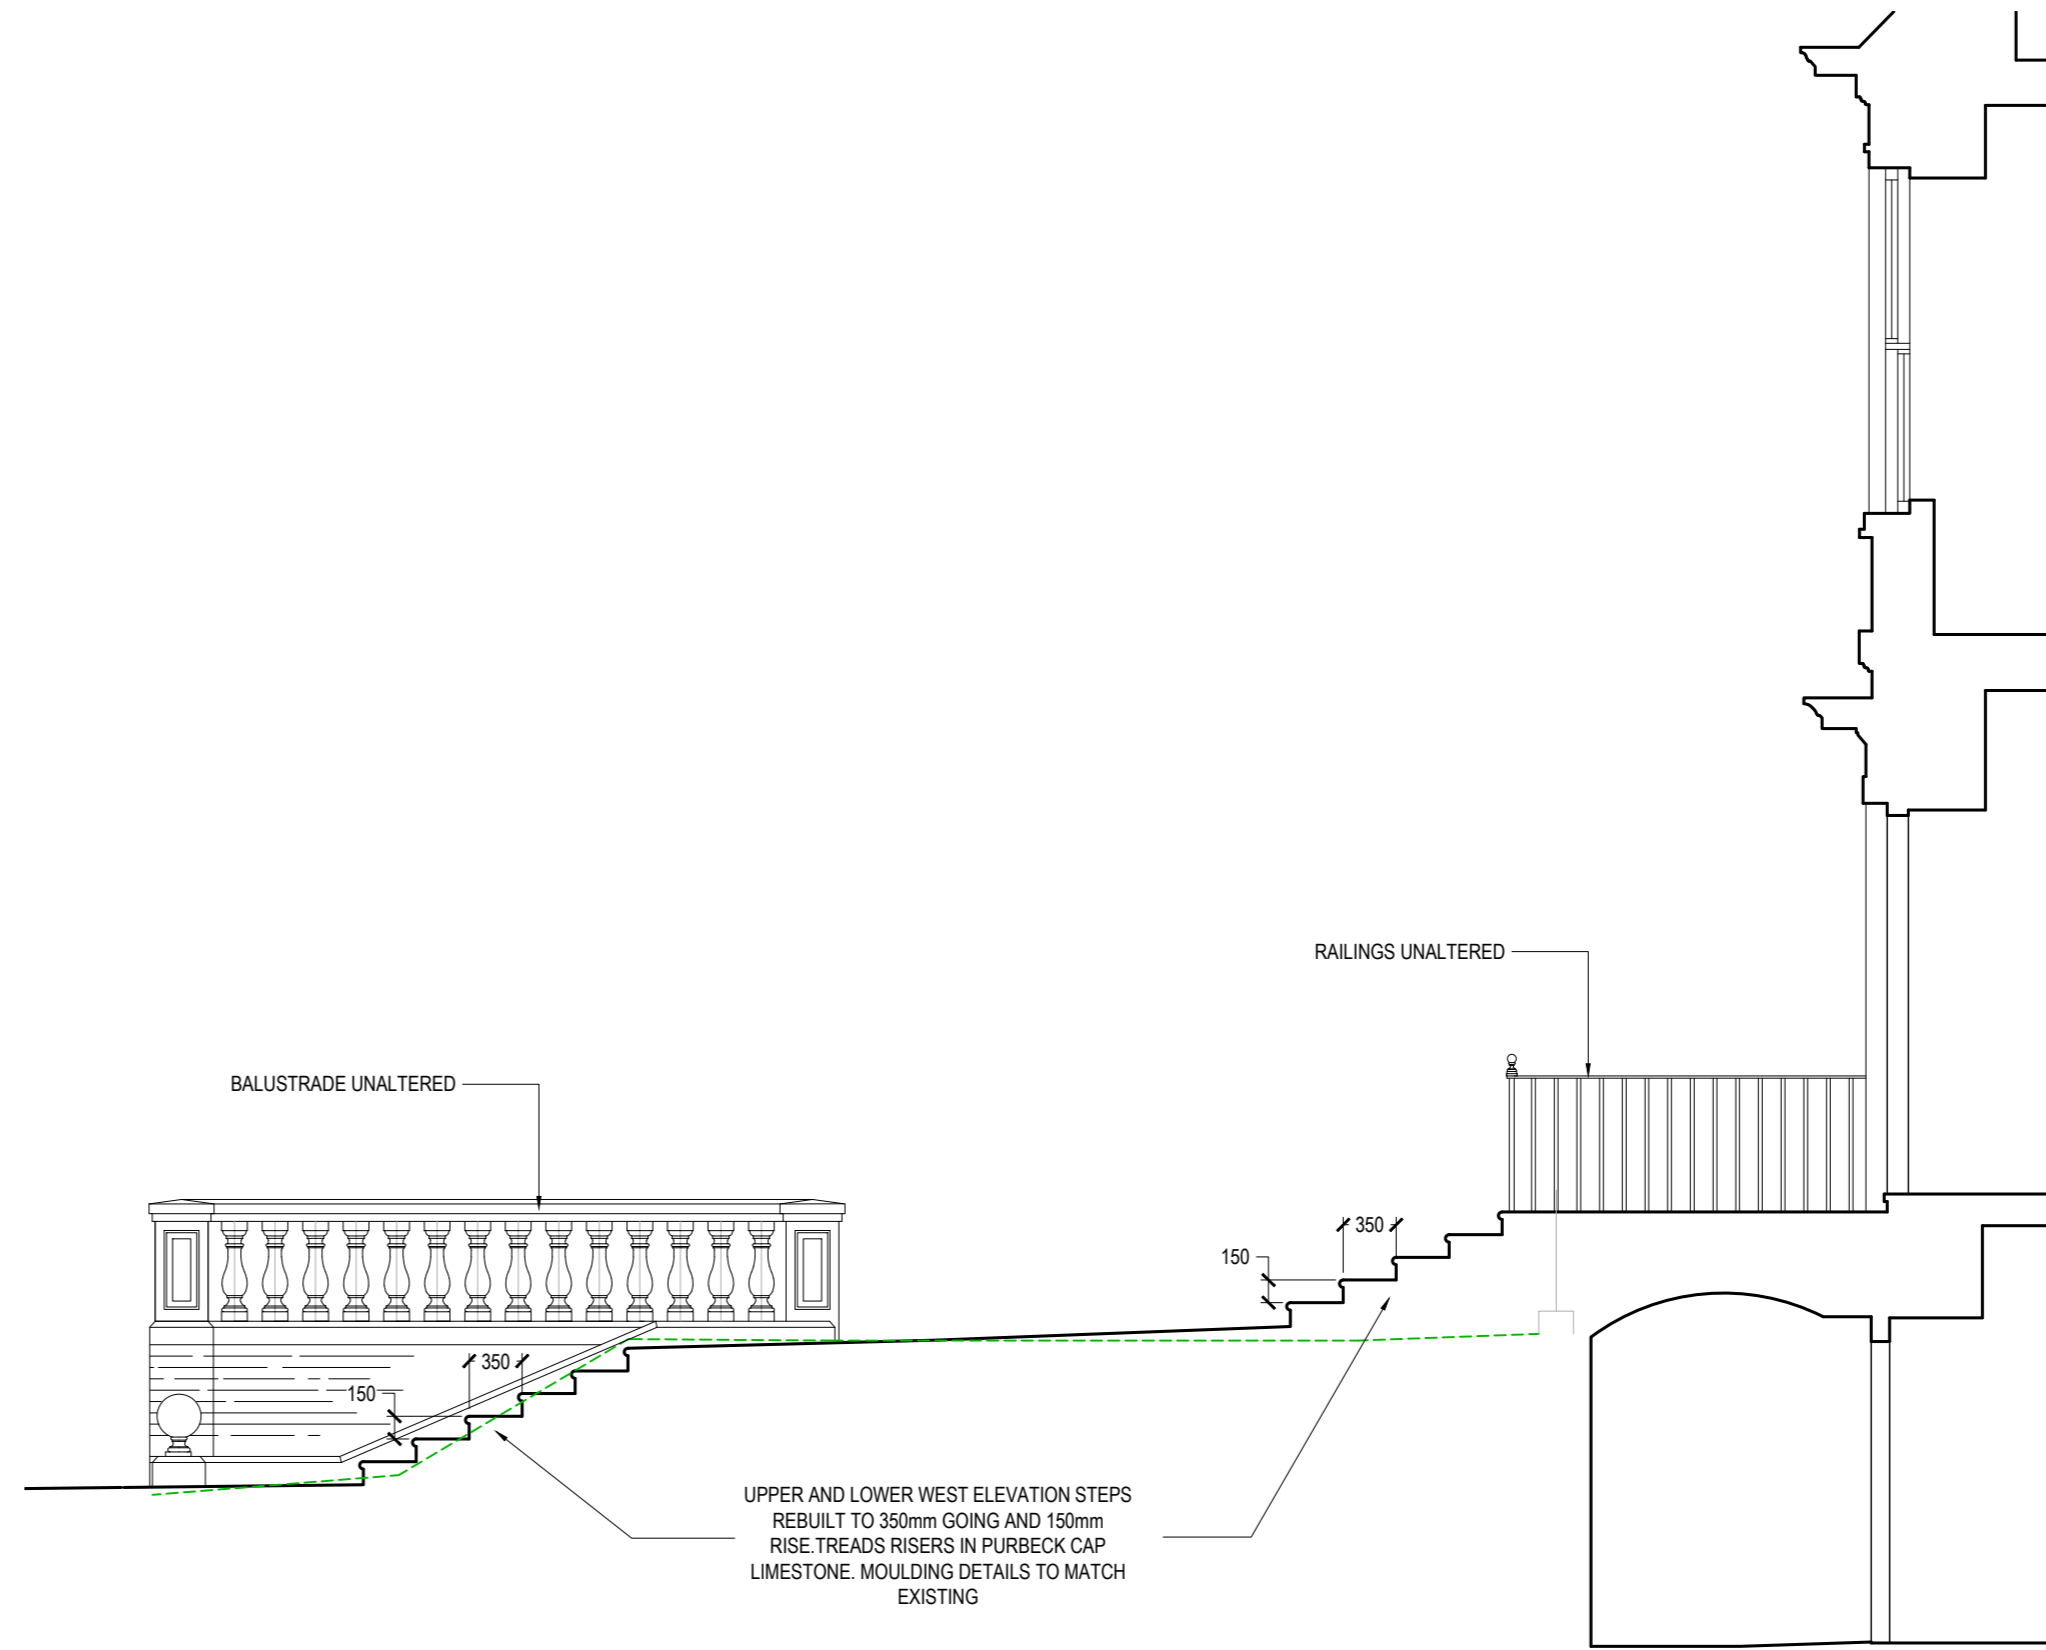 RAILINGS UNALTERED
BALUSTRADE UNALTERED
350
150
350
150
UPPER AND LOWER WEST ELEVATION STEPS
REBUILT TO 350mm GOING AND 150mm
RISE.TREADS RISERS IN PURBECK CAP
LIMESTONE. MOULDING DETAILS TO MATCH
EXISTING